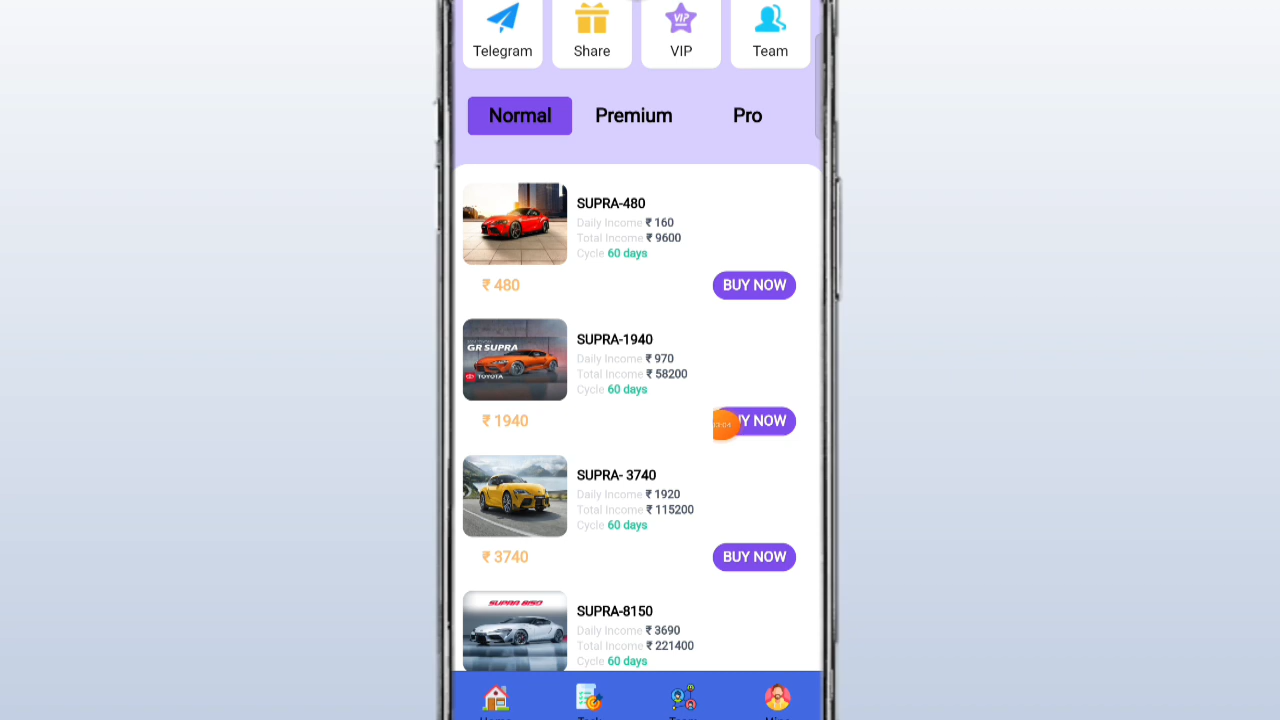 Telegram
Share
VIP
VIP
Team
Normal
Premium
Pro
SUPRA-480
Daily Income ₹ 160
Total Income ₹ 9600
Cycle 60 days
₹ 480
BUY NOW
GR SUPRA
TOYOTA
SUPRA-1940
Daily Income ₹ 970
Total Income ₹ 58200
Cycle 60 days
₹ 1940
03:04
Y NOW
SUPRA- 3740
Daily Income ₹ 1920
Total Income ₹ 115200
Cycle 60 days
₹ 3740
BUY NOW
SUPRA 8150
SUPRA-8150
Daily Income ₹ 3690
Total Income ₹ 221400
Cycle 60 days